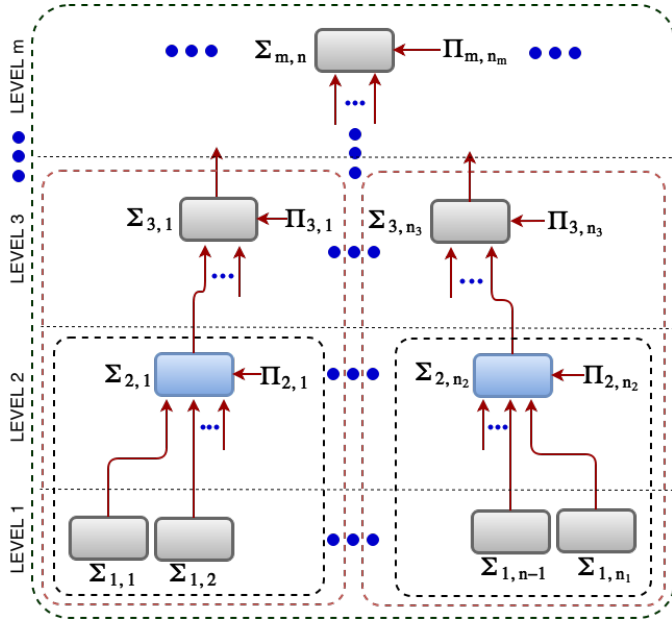 LEVEL m
Σm, n
Πm, nm
LEVEL 3
Σ3, 1
Π3, 1
Σ3, n3
Π3, n3
LEVEL 2
Σ2, 1
Π2, 1
Σ2, n2
Π2, n2
LEVEL 1
Σ1, 1
Σ1, 2
Σ1, n−1
Σ1, n1